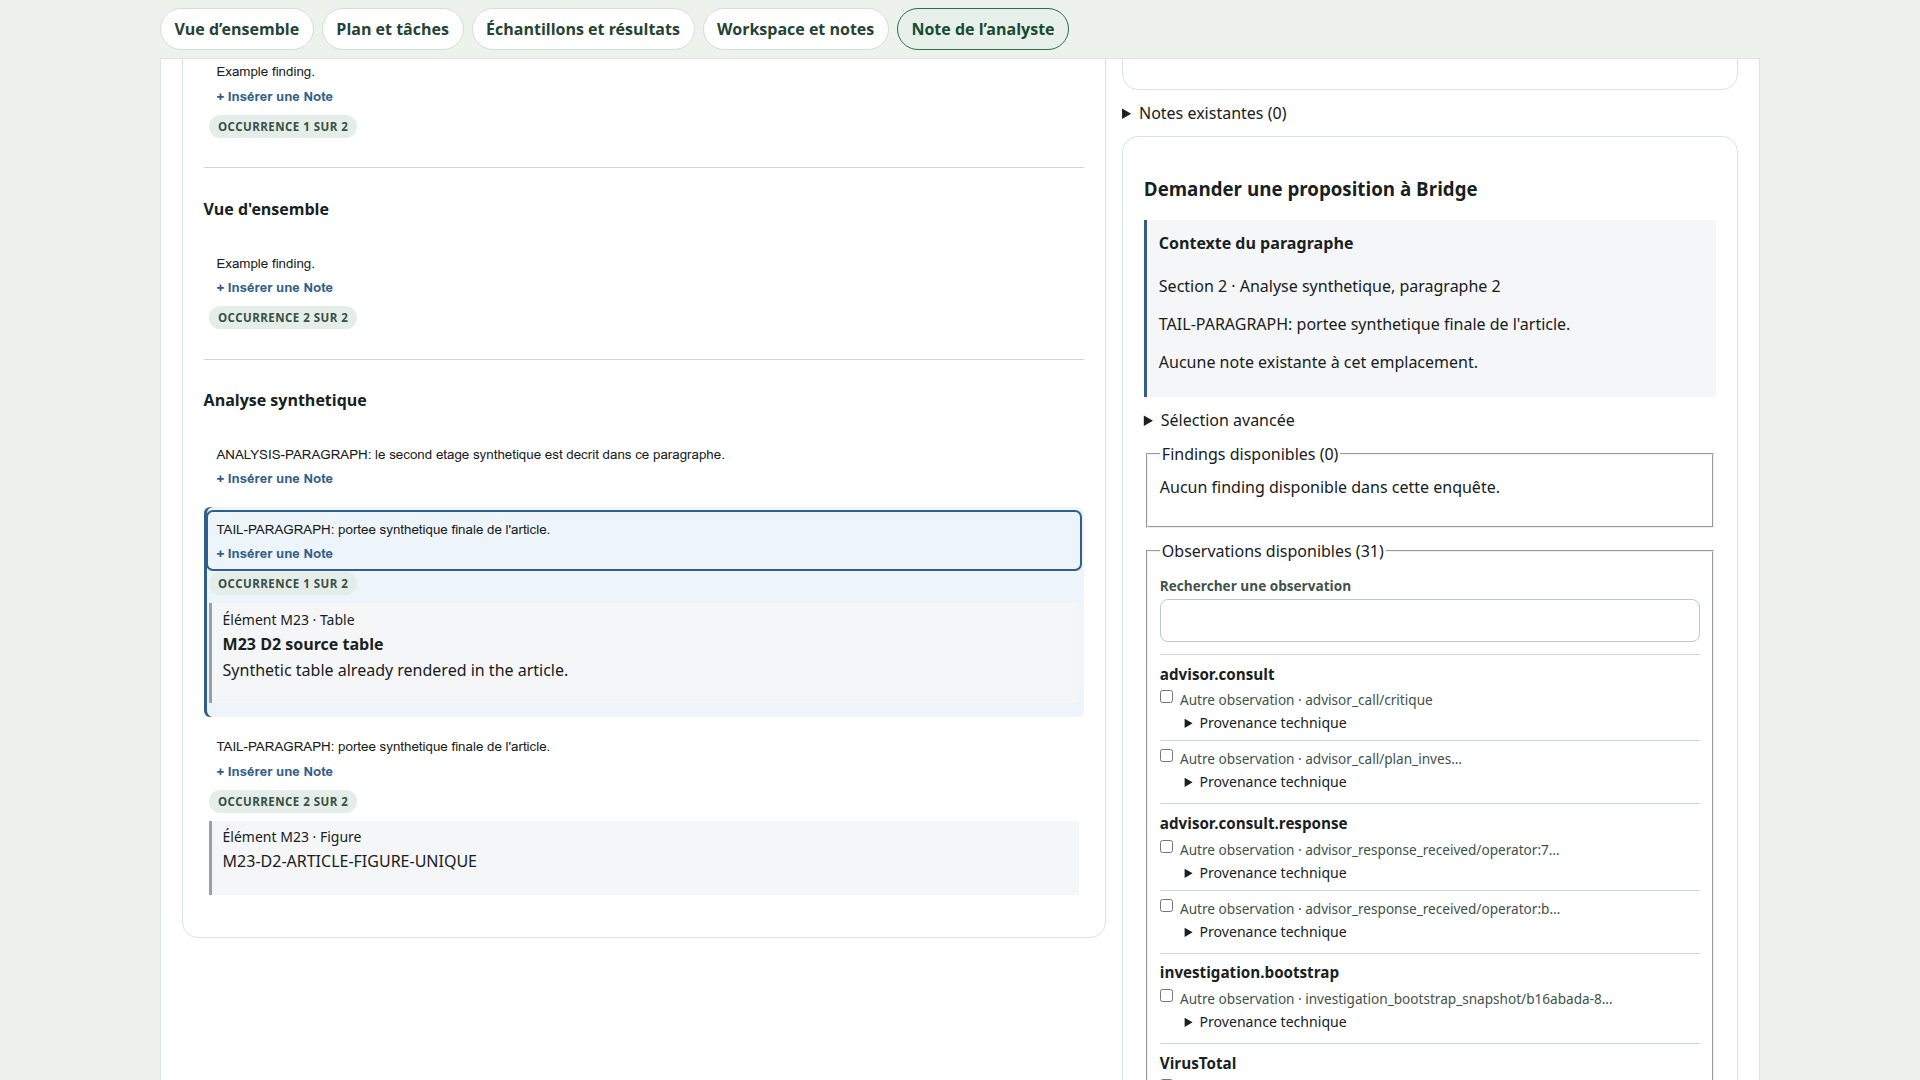 Vue d’ensemble
Plan et tâches
Échantillons et résultats
Workspace et notes
Note de l’analyste
Example finding.
+ Insérer une Note
OCCURRENCE 1 SUR 2
Vue d'ensemble
Example finding.
+ Insérer une Note
OCCURRENCE 2 SUR 2
Analyse synthetique
ANALYSIS-PARAGRAPH: le second etage synthetique est decrit dans ce paragraphe.
+ Insérer une Note
TAIL-PARAGRAPH: portee synthetique finale de l'article.
+ Insérer une Note
OCCURRENCE 1 SUR 2
Élément M23 · Table
M23 D2 source table
Synthetic table already rendered in the article.
TAIL-PARAGRAPH: portee synthetique finale de l'article.
+ Insérer une Note
OCCURRENCE 2 SUR 2
Élément M23 · Figure
M23-D2-ARTICLE-FIGURE-UNIQUE
Notes existantes (0)
Demander une proposition à Bridge
Contexte du paragraphe
Section 2 · Analyse synthetique, paragraphe 2
TAIL-PARAGRAPH: portee synthetique finale de l'article.
Aucune note existante à cet emplacement.
Sélection avancée
Findings disponibles (0)
Aucun finding disponible dans cette enquête.
Observations disponibles (31)
Rechercher une observation
advisor.consult
Autre observation · advisor_call/critique
Provenance technique
Autre observation · advisor_call/plan_inves...
Provenance technique
advisor.consult.response
Autre observation · advisor_response_received/operator:7...
Provenance technique
Autre observation · advisor_response_received/operator:b...
Provenance technique
investigation.bootstrap
Autre observation · investigation_bootstrap_snapshot/b16abada-8...
Provenance technique
VirusTotal